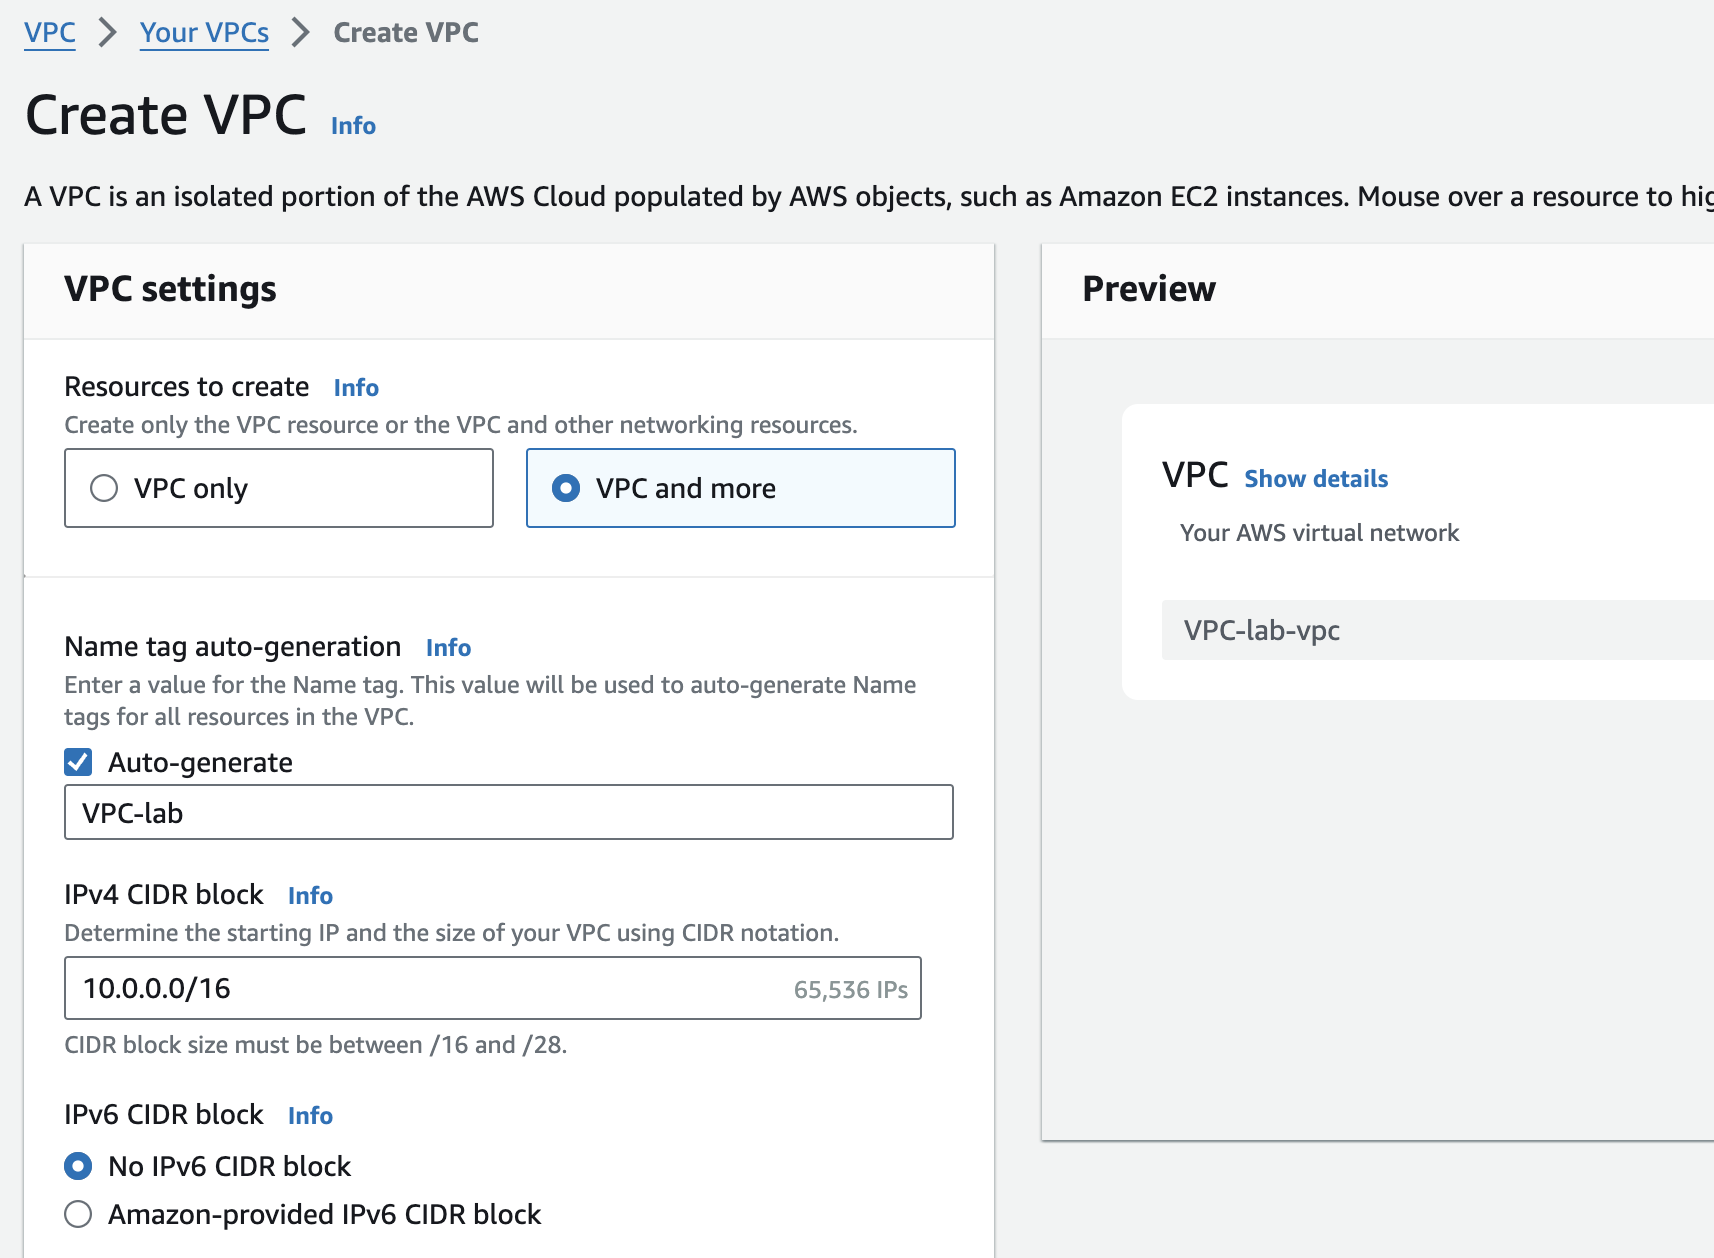 VPC > Your VPCs > Create VPC
Create VPC Info
A VPC is an isolated portion of the AWS Cloud populated by AWS objects, such as Amazon EC2 instances. Mouse over a resource to hig
VPC settings
Resources to create Info
Create only the VPC resource or the VPC and other networking resources.
VPC only
VPC and more
Name tag auto-generation Info
Enter a value for the Name tag. This value will be used to auto-generate Name
tags for all resources in the VPC.
Auto-generate
VPC-lab
IPv4 CIDR block Info
Determine the starting IP and the size of your VPC using CIDR notation.
10.0.0.0/16 65,536 IPs
CIDR block size must be between /16 and /28.
IPv6 CIDR block Info
No IPv6 CIDR block
Amazon-provided IPv6 CIDR block
Preview
VPC Show details
Your AWS virtual network
VPC-lab-vpc